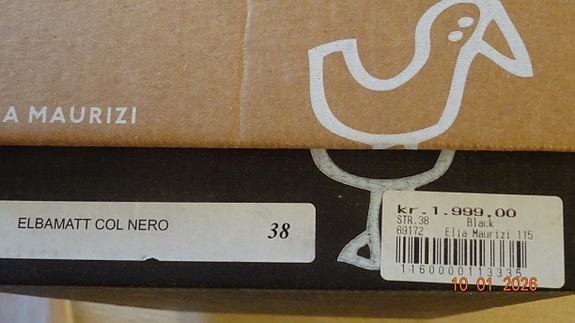 A MAURIZI
ELBAMATT COL NERO
38
kr.1.999,00
STR.38 Black
69172 Elia Maurizi 115
1160000113335
10 01 2026